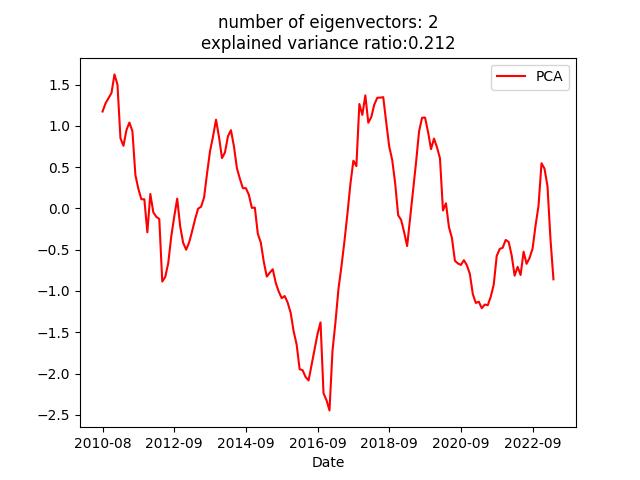 number of eigenvectors: 2
explained variance ratio:0.212
PCA
1.5
1.0
0.5
0.0
−0.5
−1.0
−1.5
−2.0
−2.5
2010-08 2012-09 2014-09 2016-09 2018-09 2020-09 2022-09
Date